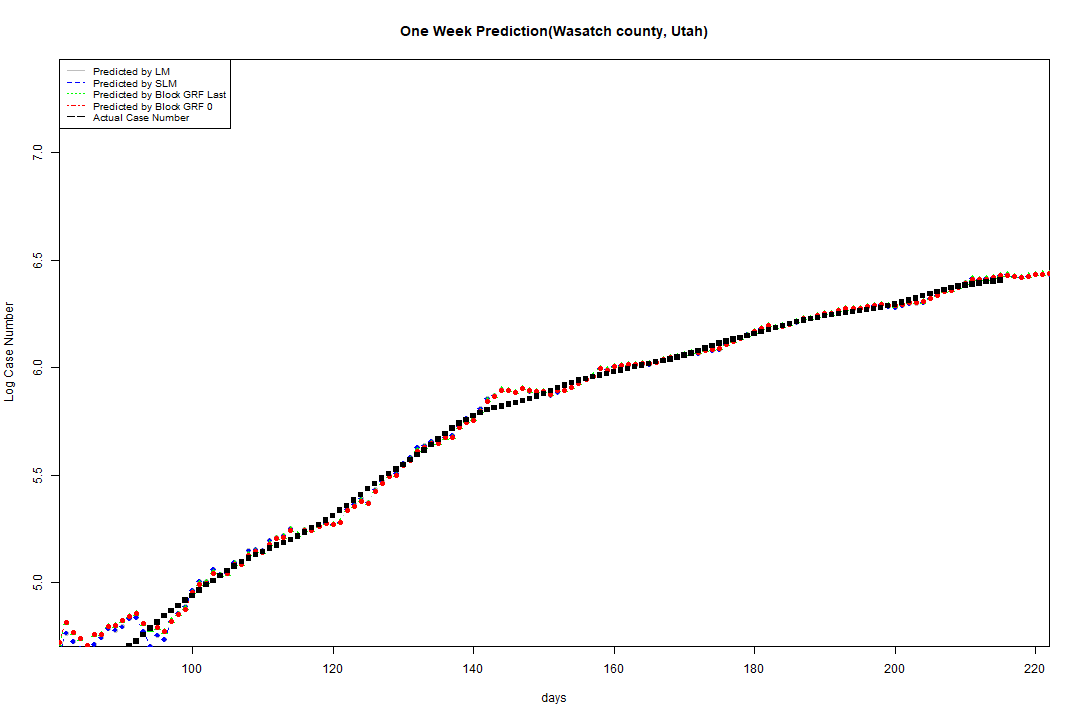 One Week Prediction(Wasatch county, Utah)
Predicted by LM
Predicted by SLM
Predicted by Block GRF Last
Predicted by Block GRF 0
Actual Case Number
7.0
6.5
6.0
5.5
5.0
Log Case Number
100 120 140 160 180 200 220
days